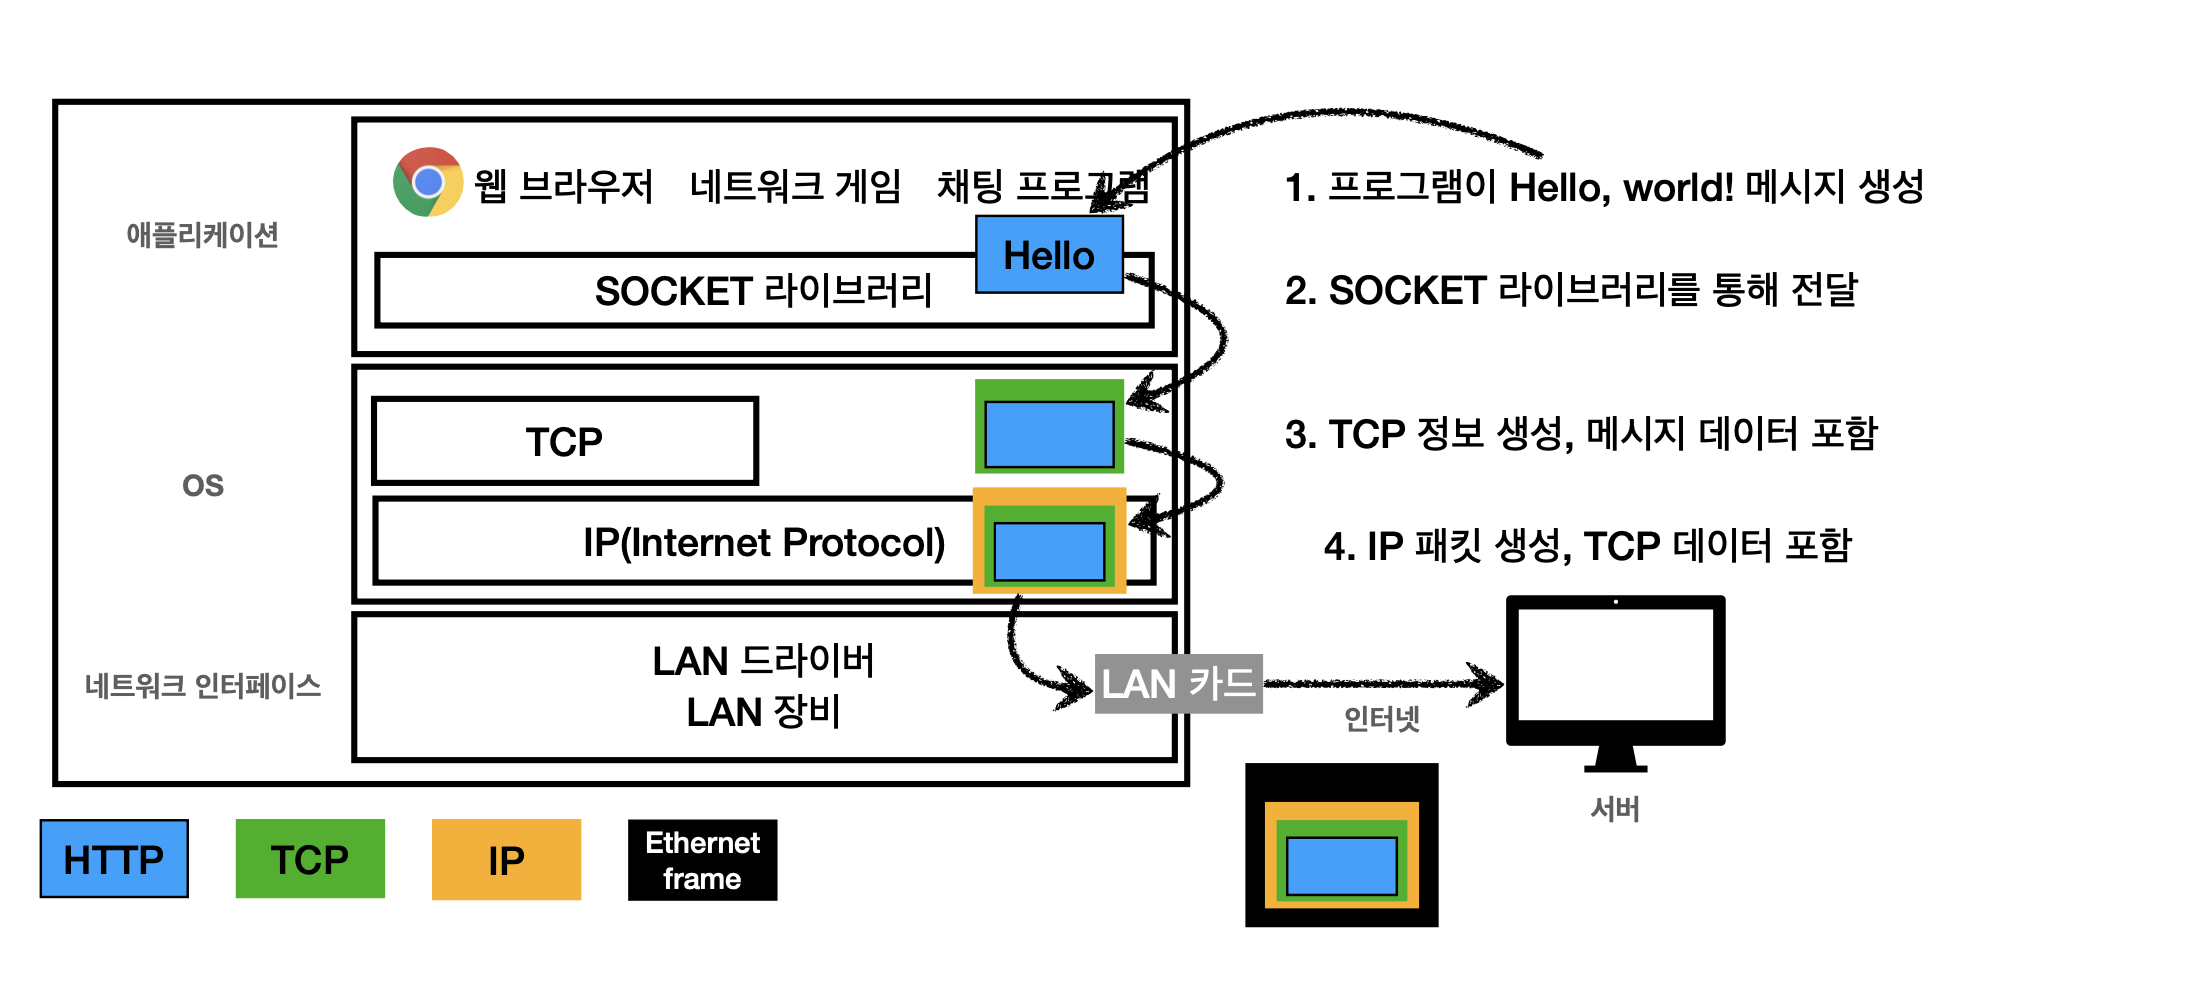 애플리케이션
웹 브라우저 네트워크 게임 채팅 프로그램
Hello
SOCKET 라이브러리
1. 프로그램이 Hello, world! 메시지 생성
2. SOCKET 라이브러리를 통해 전달
OS
TCP
IP(Internet Protocol)
3. TCP 정보 생성, 메시지 데이터 포함
4. IP 패킷 생성, TCP 데이터 포함
네트워크 인터페이스
LAN 드라이버
LAN 장비
LAN 카드
인터넷
서버
HTTP
TCP
IP
Ethernet
frame